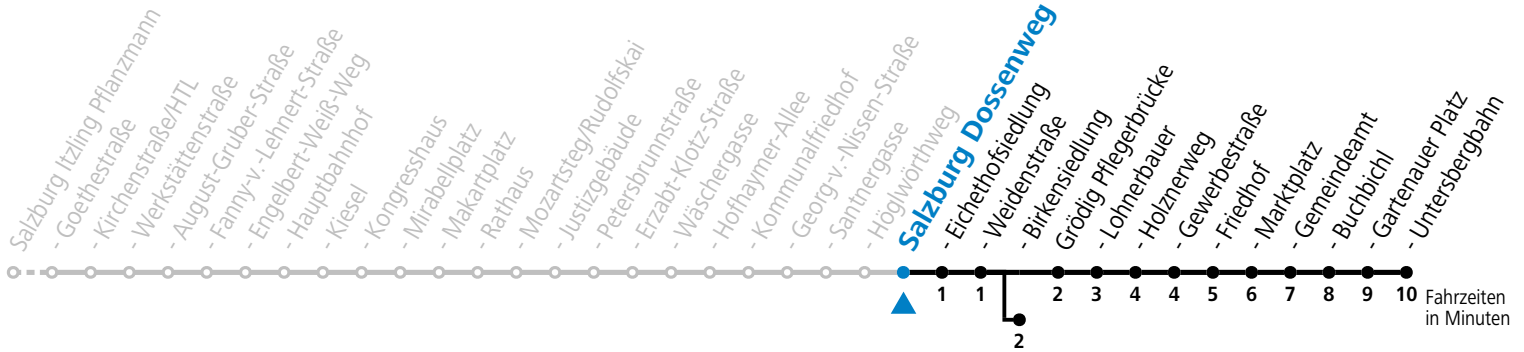 Salzburg Itzling Pflanzmann
- Goethestraße
- Kirchenstraße/HTL
- Werkstättenstraße
- August-Gruber-Straße
- Fanny-v.-Lehnert-Straße
- Engelbert-Weiß-Weg
- Hauptbahnhof
- Kiesel
- Kongresshaus
- Mirabellplatz
- Makartplatz
- Rathaus
- Mozartsteg/Rudolfskai
- Justizgebäude
- Petersbrunnstraße
- Erzabt-Klotz-Straße
- Wäschergasse
- Hofhaymer-Allee
- Kommunalfriedhof
- Georg-v.-Nissen-Straße
- Santnergasse
- Höglwörthweg
Salzburg Dossenweg
- Eichethofsiedlung
- Weidenstraße
- Birkensiedlung
Grödig Pflegerbrücke
- Lohnerbauer
- Holznerweg
- Gewerbestraße
- Friedhof
- Marktplatz
- Gemeindeamt
- Buchbichl
- Gartenauer Platz
- Untersbergbahn
1 1 2 3 4 4 5 6 7 8 9 10 Fahrzeiten
in Minuten
2